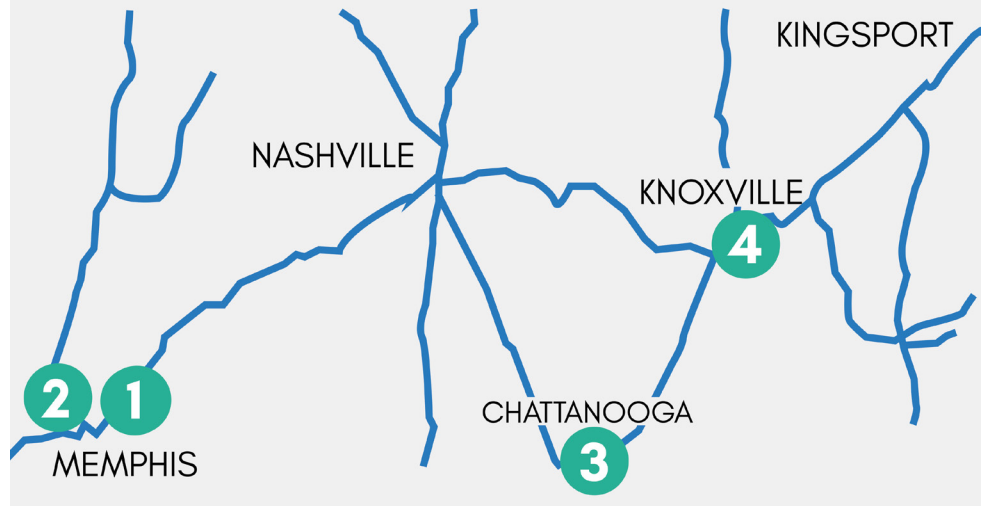 KINGSPORT
NASHVILLE
KNOXVILLE
4
2
1
CHATTANOOGA
3
MEMPHIS